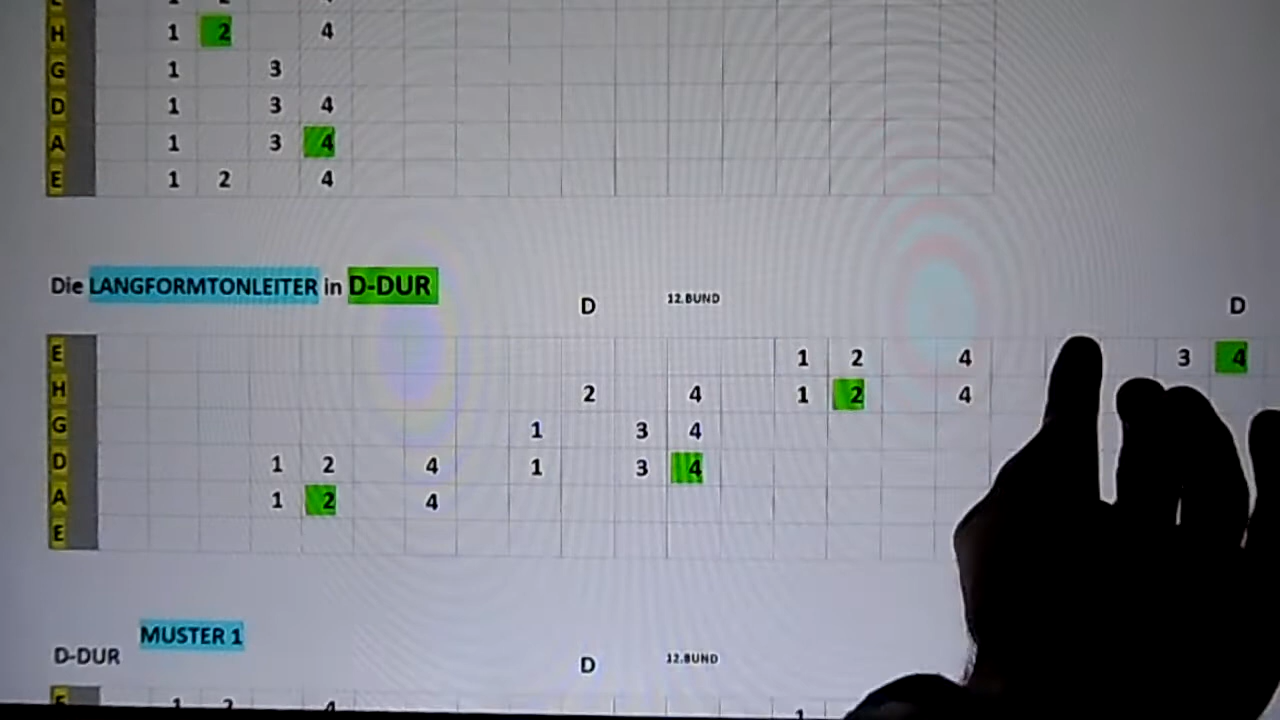 H 1 2 4
G 1 3
D 1 3 4
A 1 3 4
E 1 2 4
Die LANGFORMTONLEITER in D-DUR
D 12.BUND D
E 1 2 4 3 4
H 2 4 1 2 4
G 1 3 4
D 1 2 4 1 3 4
A 1 2 4
E
MUSTER 1
D-DUR D 12.BUND